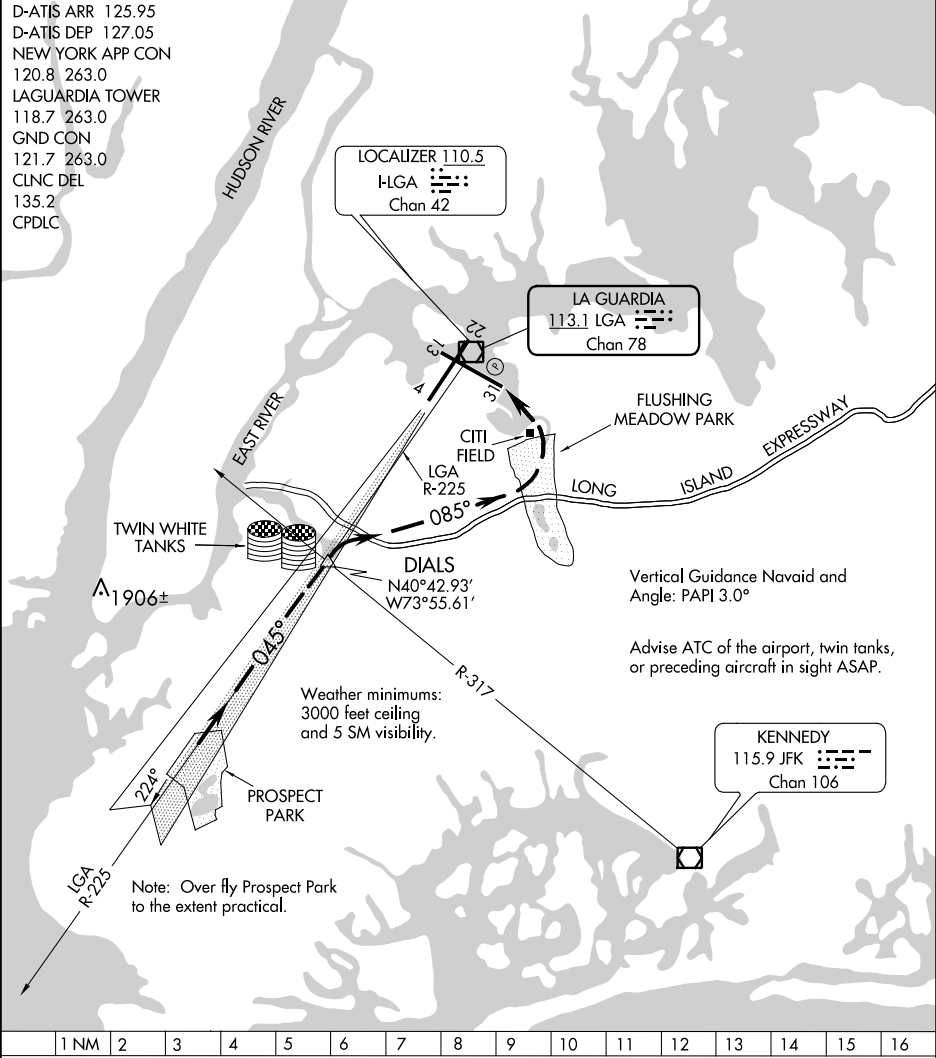 D-ATIS ARR 125.95
D-ATIS DEP 127.05
NEW YORK APP CON
120.8 263.0
LAGUARDIA TOWER
118.7 263.0
GND CON
121.7 263.0
CLNC DEL
135.2
CPDLC
HUDSON RIVER
LOCALIZER 110.5
I-LGA
Chan 42
LA GUARDIA
113.1 LGA
Chan 78
22
13
P
4
31
EAST RIVER
FLUSHING
MEADOW PARK
CITI
FIELD
LGA
R-225
LONG ISLAND EXPRESSWAY
085°
TWIN WHITE
TANKS
DIALS
N40°42.93'
W73°55.61'
1906±
Vertical Guidance Navaid and
Angle: PAPI 3.0°
045°
Advise ATC of the airport, twin tanks,
or preceding aircraft in sight ASAP.
R-317
Weather minimums:
3000 feet ceiling
and 5 SM visibility.
KENNEDY
115.9 JFK
Chan 106
224°
PROSPECT
PARK
LGA
R-225
Note: Over fly Prospect Park
to the extent practical.
1 NM 2 3 4 5 6 7 8 9 10 11 12 13 14 15 16